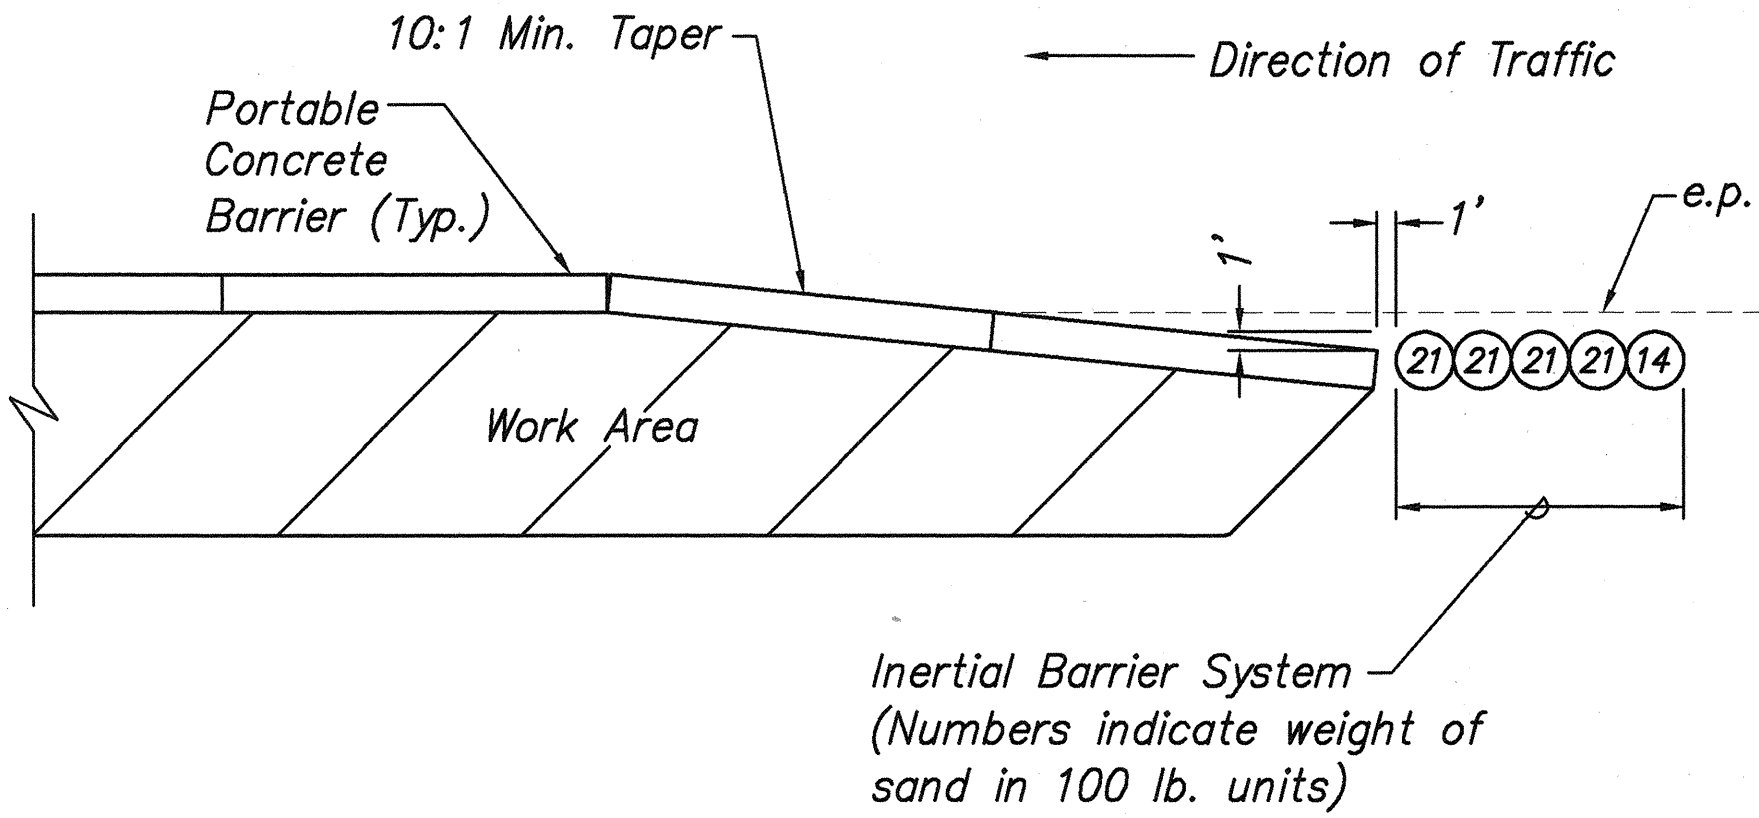 10:1 Min. Taper
Direction of Traffic
Portable
Concrete
Barrier (Typ.)
e.p.
1'
1'
21 21 21 21 14
Work Area
Inertial Barrier System
(Numbers indicate weight of
sand in 100 lb. units)